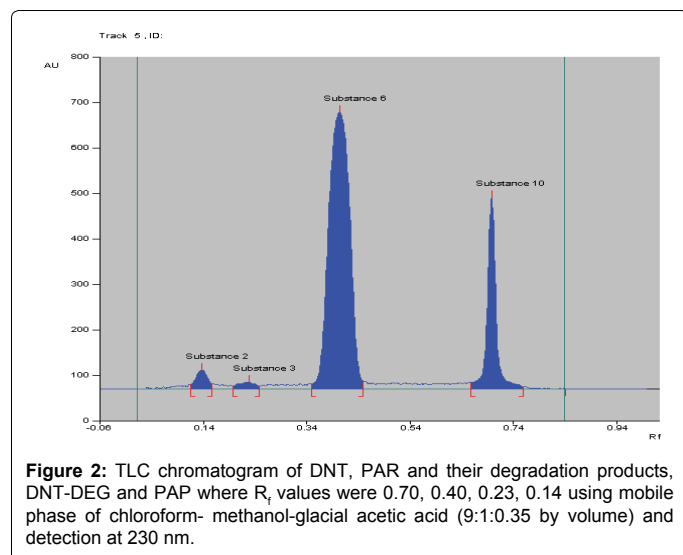 Track 5 , ID:
AU
800
700
600
500
400
300
200
100
0
Substance 6
Substance 10
Substance 2
Substance 3
-0.06 0.14 0.34 0.54 0.74 0.94
Rf
Figure 2: TLC chromatogram of DNT, PAR and their degradation products,
DNT-DEG and PAP where Rf values were 0.70, 0.40, 0.23, 0.14 using mobile
phase of chloroform- methanol-glacial acetic acid (9:1:0.35 by volume) and
detection at 230 nm.